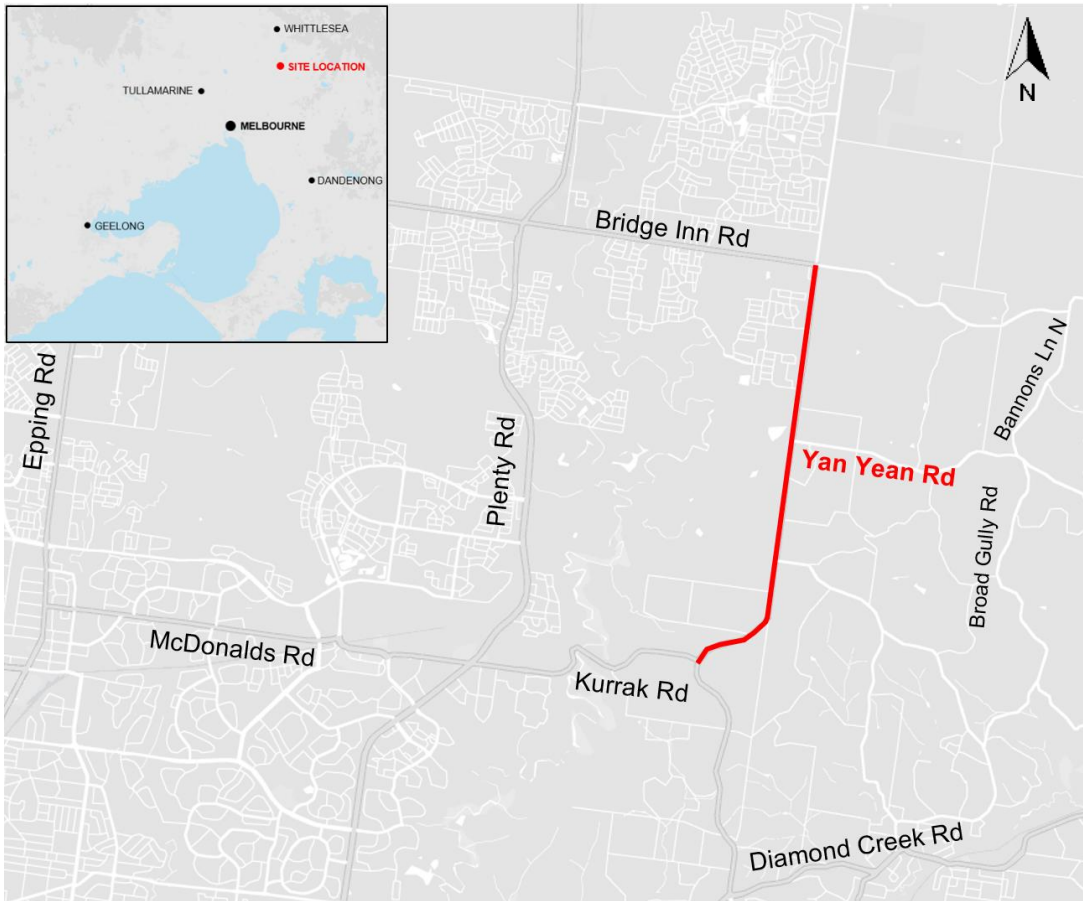 WHITTLESEA
SITE LOCATION
TULLAMARINE
MELBOURNE
DANDENONG
GEELONG
N
Bridge Inn Rd
Epping Rd
Plenty Rd
Bannons Ln N
Yan Yean Rd
Broad Gully Rd
McDonalds Rd
Kurrak Rd
Diamond Creek Rd